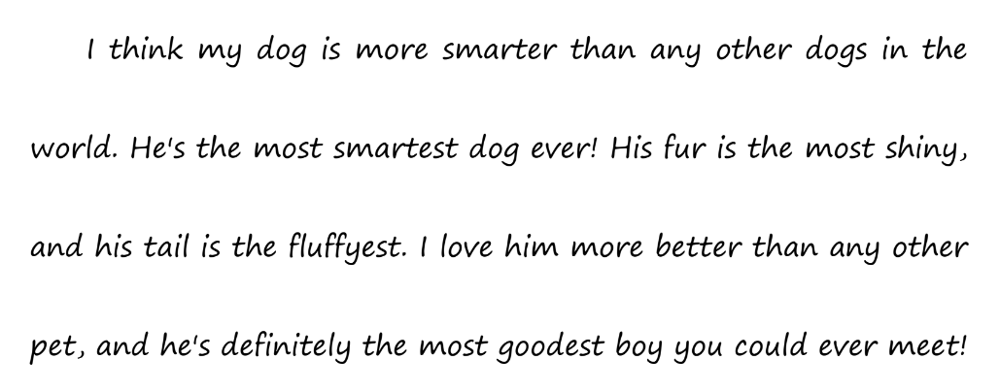 I think my dog is more smarter than any other dogs in the
world. He's the most smartest dog ever! His fur is the most shiny,
and his tail is the fluffyest. I love him more better than any other
pet, and he's definitely the most goodest boy you could ever meet!